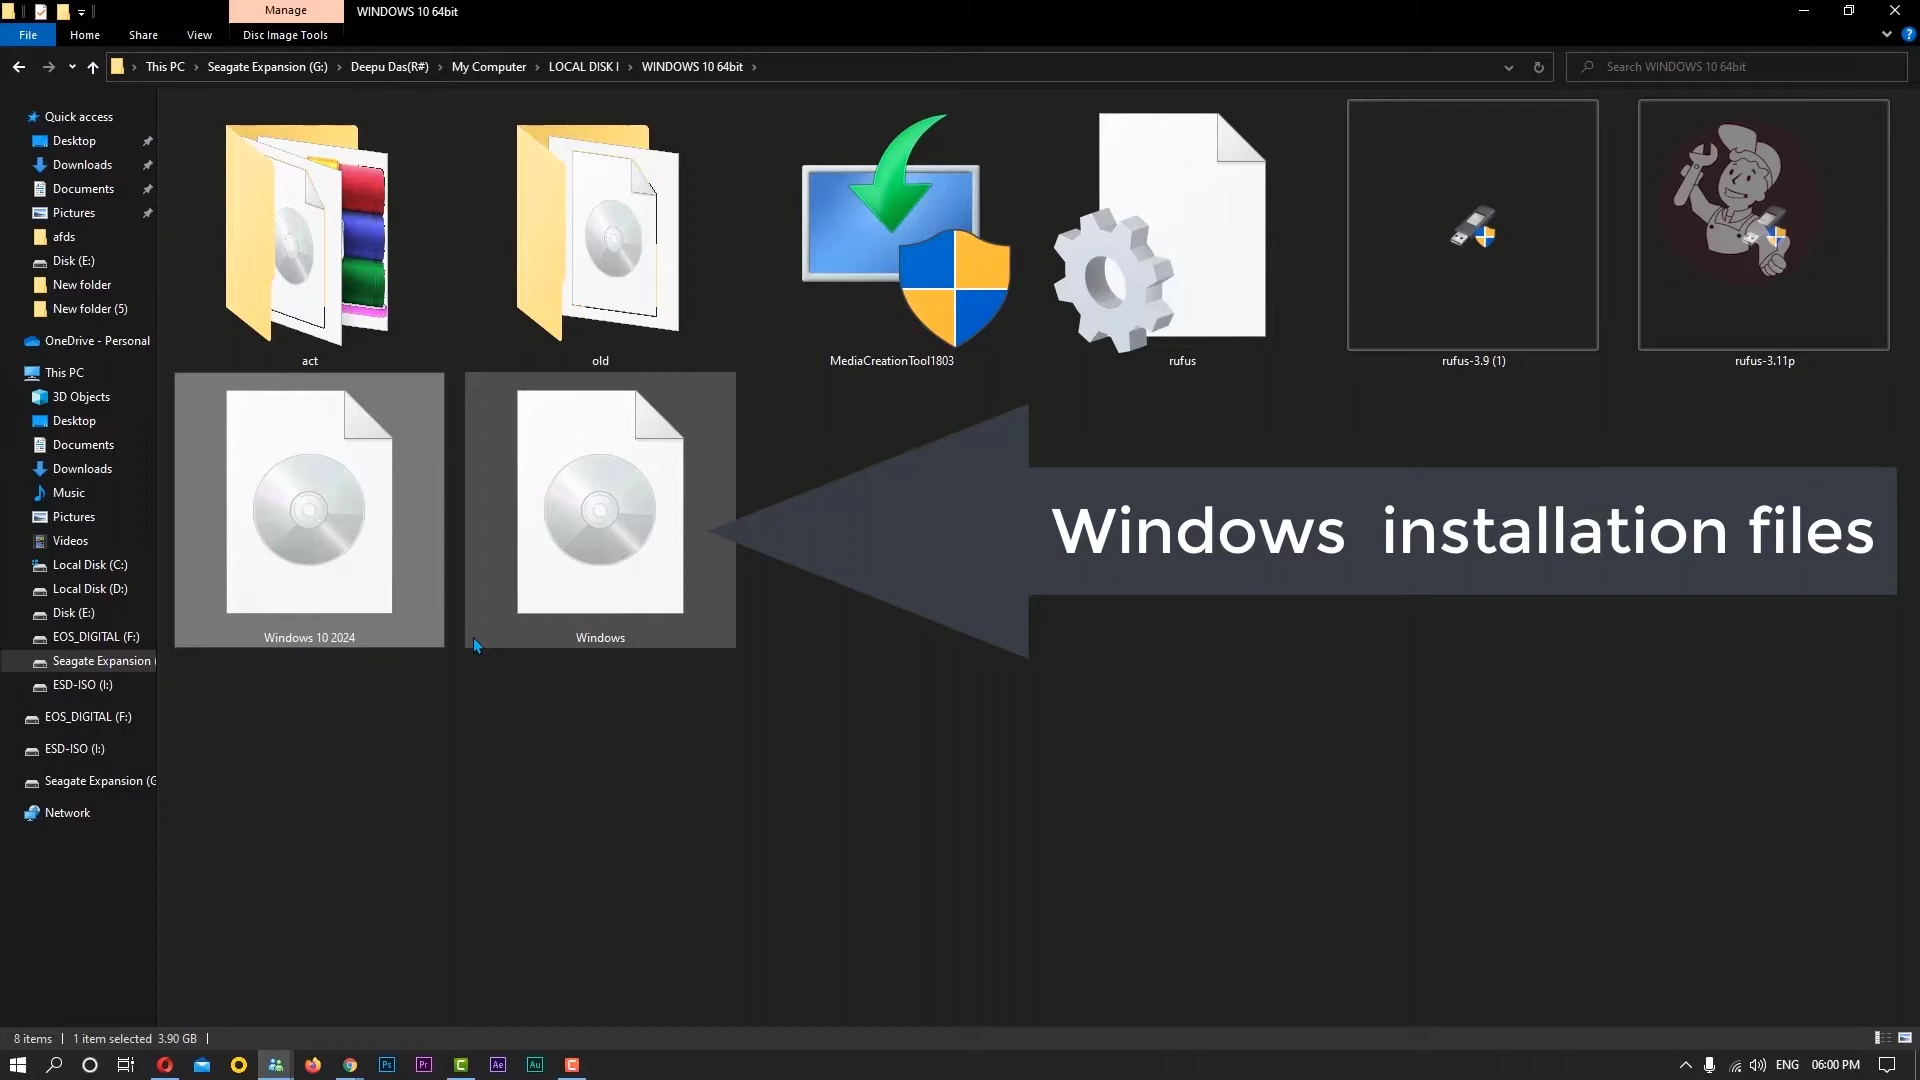 Manage
WINDOWS 10 64bit
File
Home
Share
View
Disc Image Tools
This PC
Seagate Expansion (G:)
Deepu Das(R#)
My Computer
LOCAL DISK I
WINDOWS 10 64bit
Search WINDOWS 10 64bit
Quick access
Desktop
Downloads
Documents
Pictures
afds
Disk (E:)
New folder
New folder (5)
OneDrive - Personal
This PC
3D Objects
Desktop
Documents
Downloads
Music
Pictures
Videos
Local Disk (C:)
Local Disk (D:)
Disk (E:)
EOS_DIGITAL (F:)
Seagate Expansion (
ESD-ISO (I:)
EOS_DIGITAL (F:)
ESD-ISO (I:)
Seagate Expansion (G
Network
act
old
MediaCreationTool1803
rufus
rufus-3.9 (1)
rufus-3.11p
Windows 10 2024
Windows
Windows installation files
8 items
1 item selected 3.90 GB
Ps
Pr
C
Ae
Au
C
ENG
06:00 PM